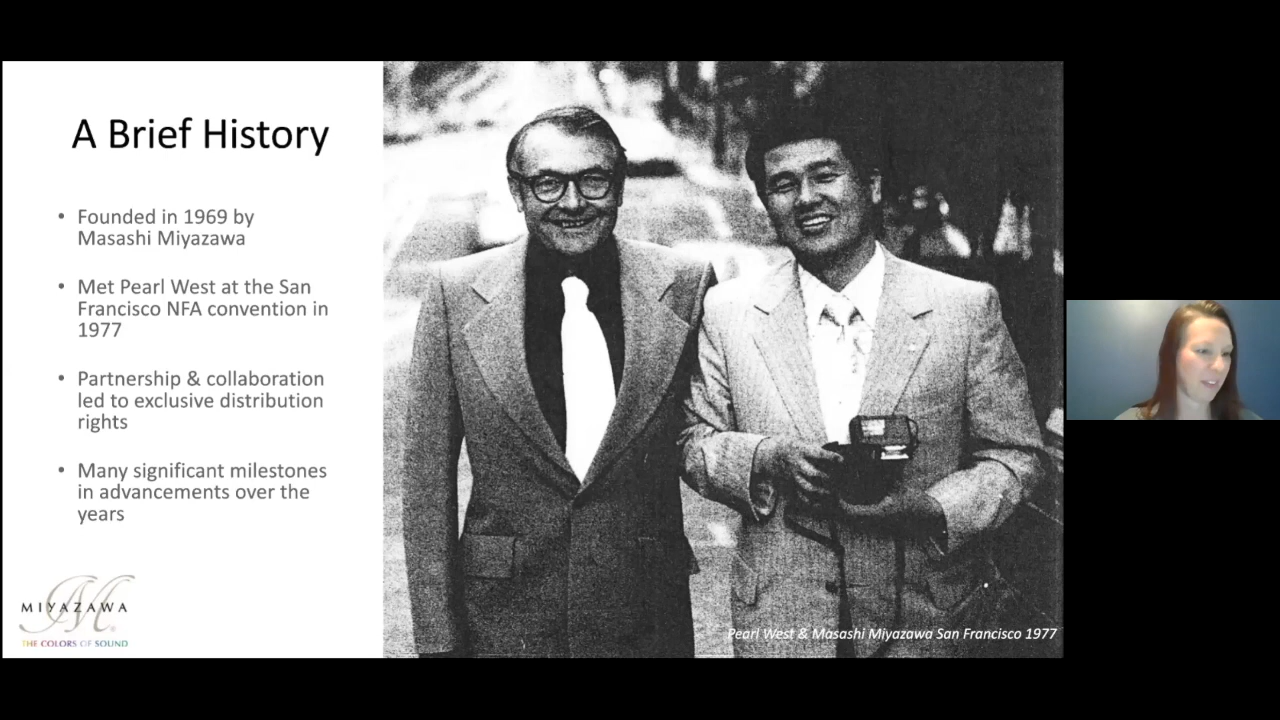 A Brief History
• Founded in 1969 by
Masashi Miyazawa
• Met Pearl West at the San
Francisco NFA convention in
1977
• Partnership & collaboration
led to exclusive distribution
rights
• Many significant milestones
in advancements over the
years
MIYAZAWA
THE COLORS OF SOUND
Pearl West & Masashi Miyazawa San Francisco 1977